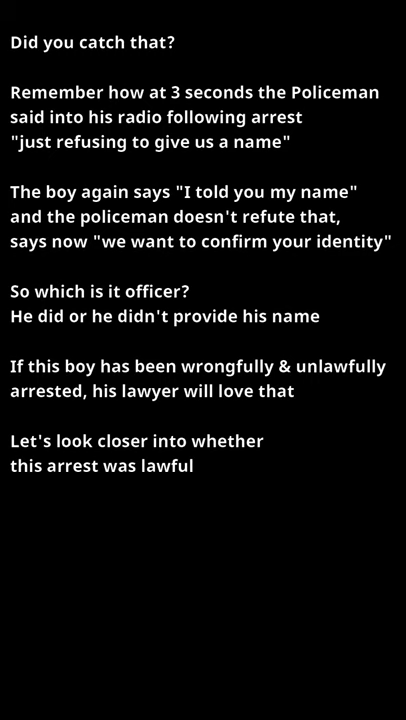 Did you catch that?
Remember how at 3 seconds the Policeman
said into his radio following arrest
"just refusing to give us a name"
The boy again says "I told you my name"
and the policeman doesn't refute that,
says now "we want to confirm your identity"
So which is it officer?
He did or he didn't provide his name
If this boy has been wrongfully & unlawfully
arrested, his lawyer will love that
Let's look closer into whether
this arrest was lawful